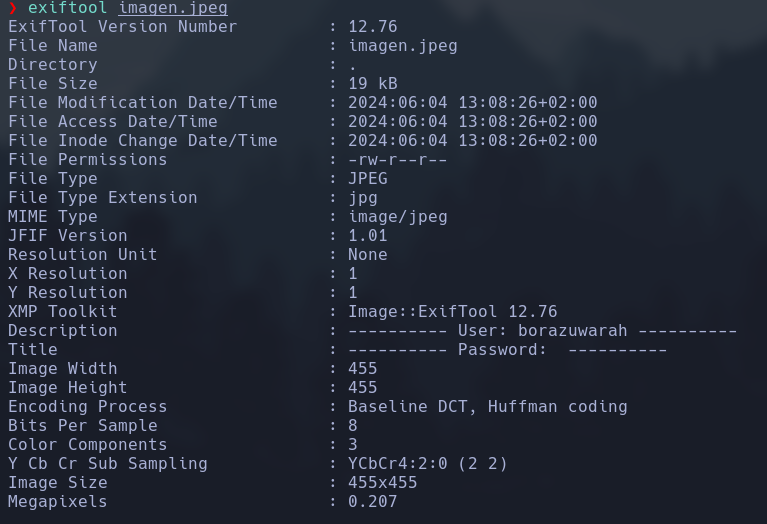 ❯ exiftool imagen.jpeg
ExifTool Version Number         : 12.76
File Name                       : imagen.jpeg
Directory                       : .
File Size                       : 19 kB
File Modification Date/Time     : 2024:06:04 13:08:26+02:00
File Access Date/Time           : 2024:06:04 13:08:26+02:00
File Inode Change Date/Time     : 2024:06:04 13:08:26+02:00
File Permissions                : -rw-r--r--
File Type                       : JPEG
File Type Extension             : jpg
MIME Type                       : image/jpeg
JFIF Version                    : 1.01
Resolution Unit                 : None
X Resolution                    : 1
Y Resolution                    : 1
XMP Toolkit                     : Image::ExifTool 12.76
Description                     : ---------- User: borazuwarah ----------
Title                           : ---------- Password:  ----------
Image Width                     : 455
Image Height                    : 455
Encoding Process                : Baseline DCT, Huffman coding
Bits Per Sample                 : 8
Color Components                : 3
Y Cb Cr Sub Sampling            : YCbCr4:2:0 (2 2)
Image Size                      : 455x455
Megapixels                      : 0.207